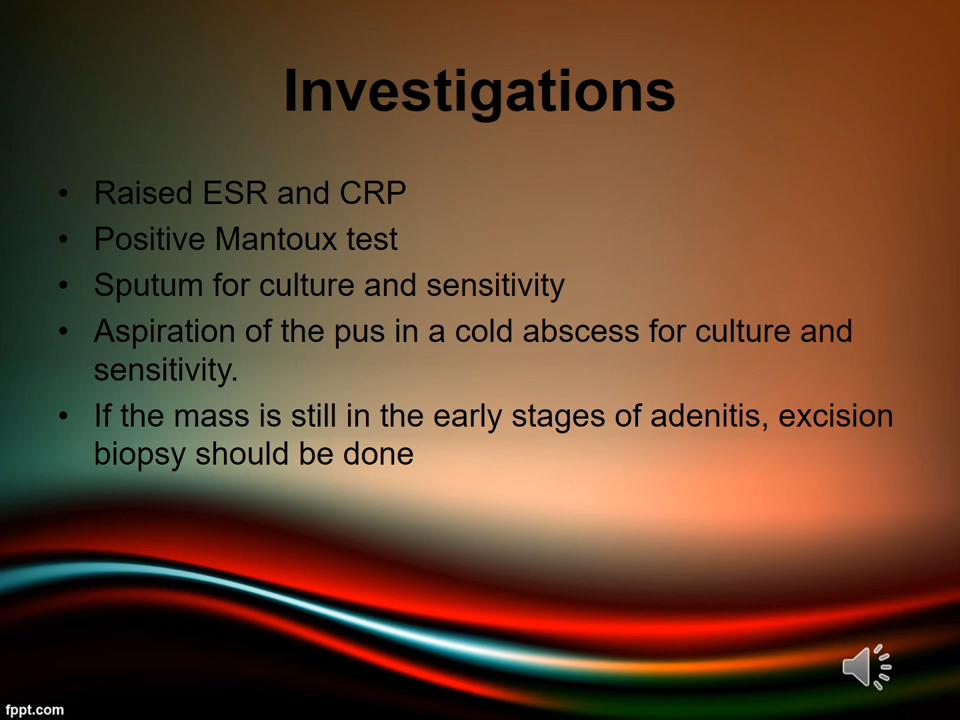 Investigations
• Raised ESR and CRP
• Positive Mantoux test
• Sputum for culture and sensitivity
• Aspiration of the pus in a cold abscess for culture and
sensitivity.
• If the mass is still in the early stages of adenitis, excision
biopsy should be done
fppt.com